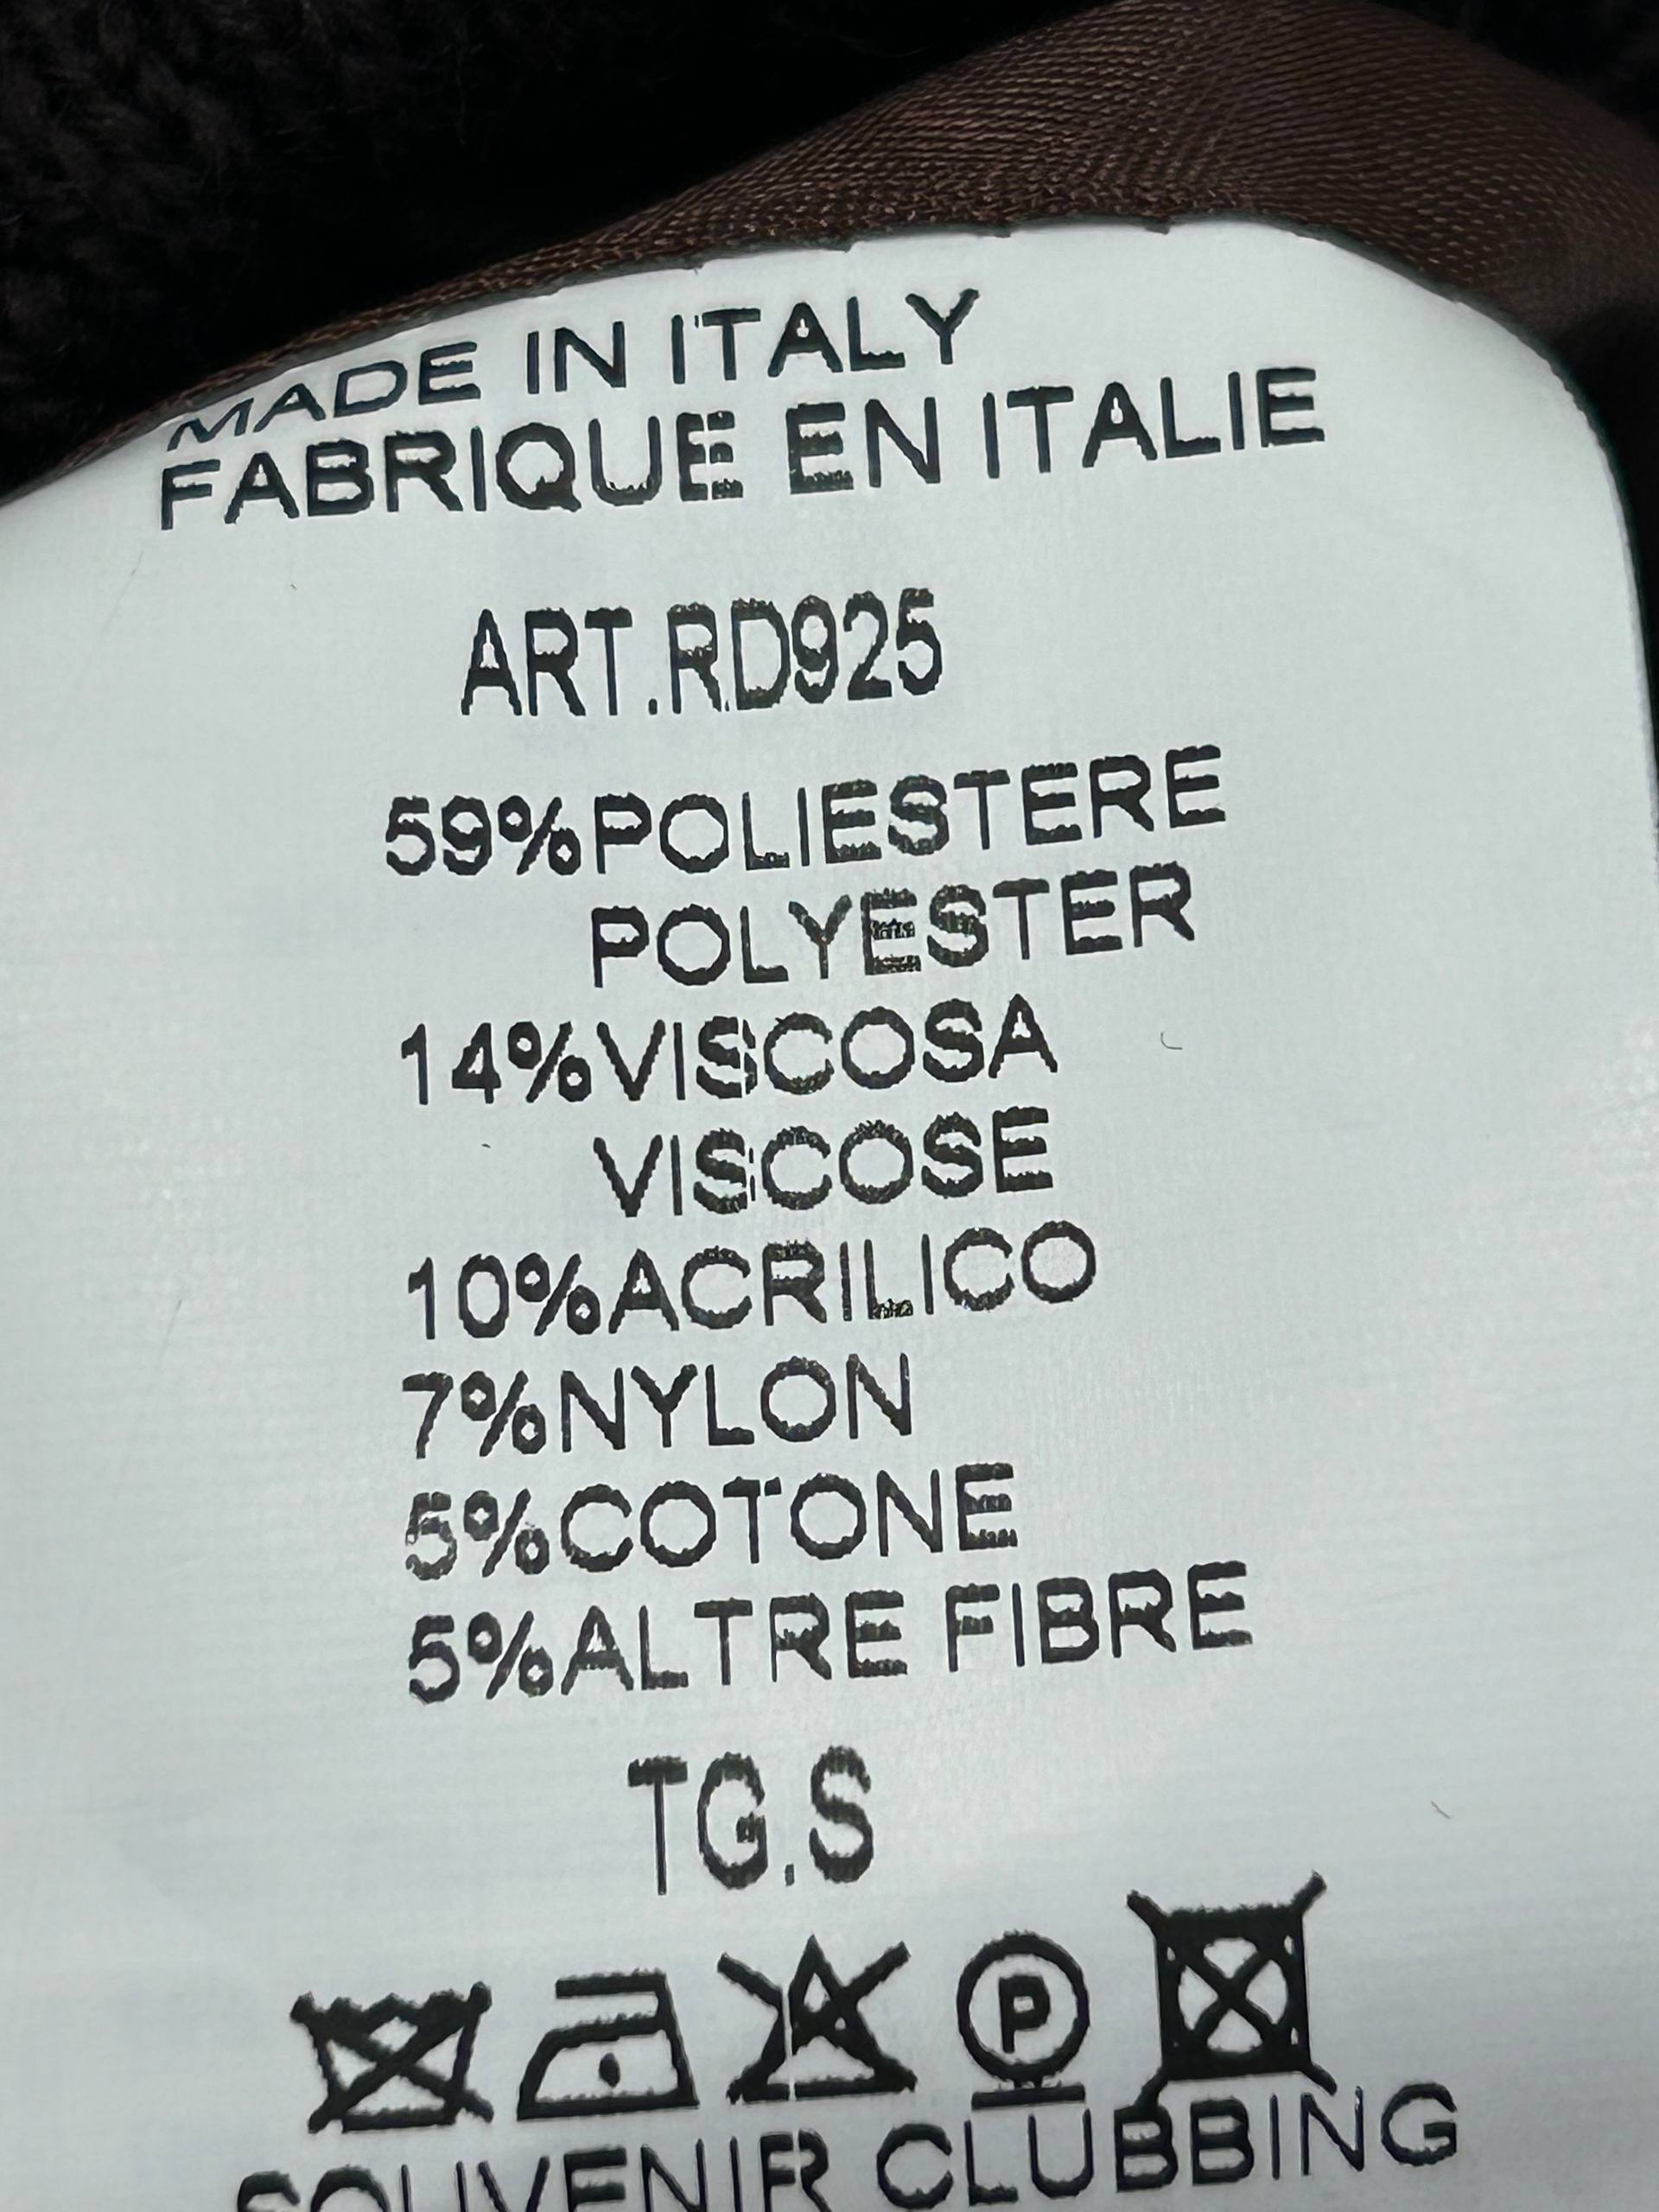 MADE IN ITALY
FABRIQUE EN ITALIE
ART.RD925
59%POLIESTERE
POLYESTER
14%VISCOSA
VISCOSE
10%ACRILICO
7%NYLON
5%COTONE
5%ALTRE FIBRE
TG.S
P
SOUVENIR CLUBBING